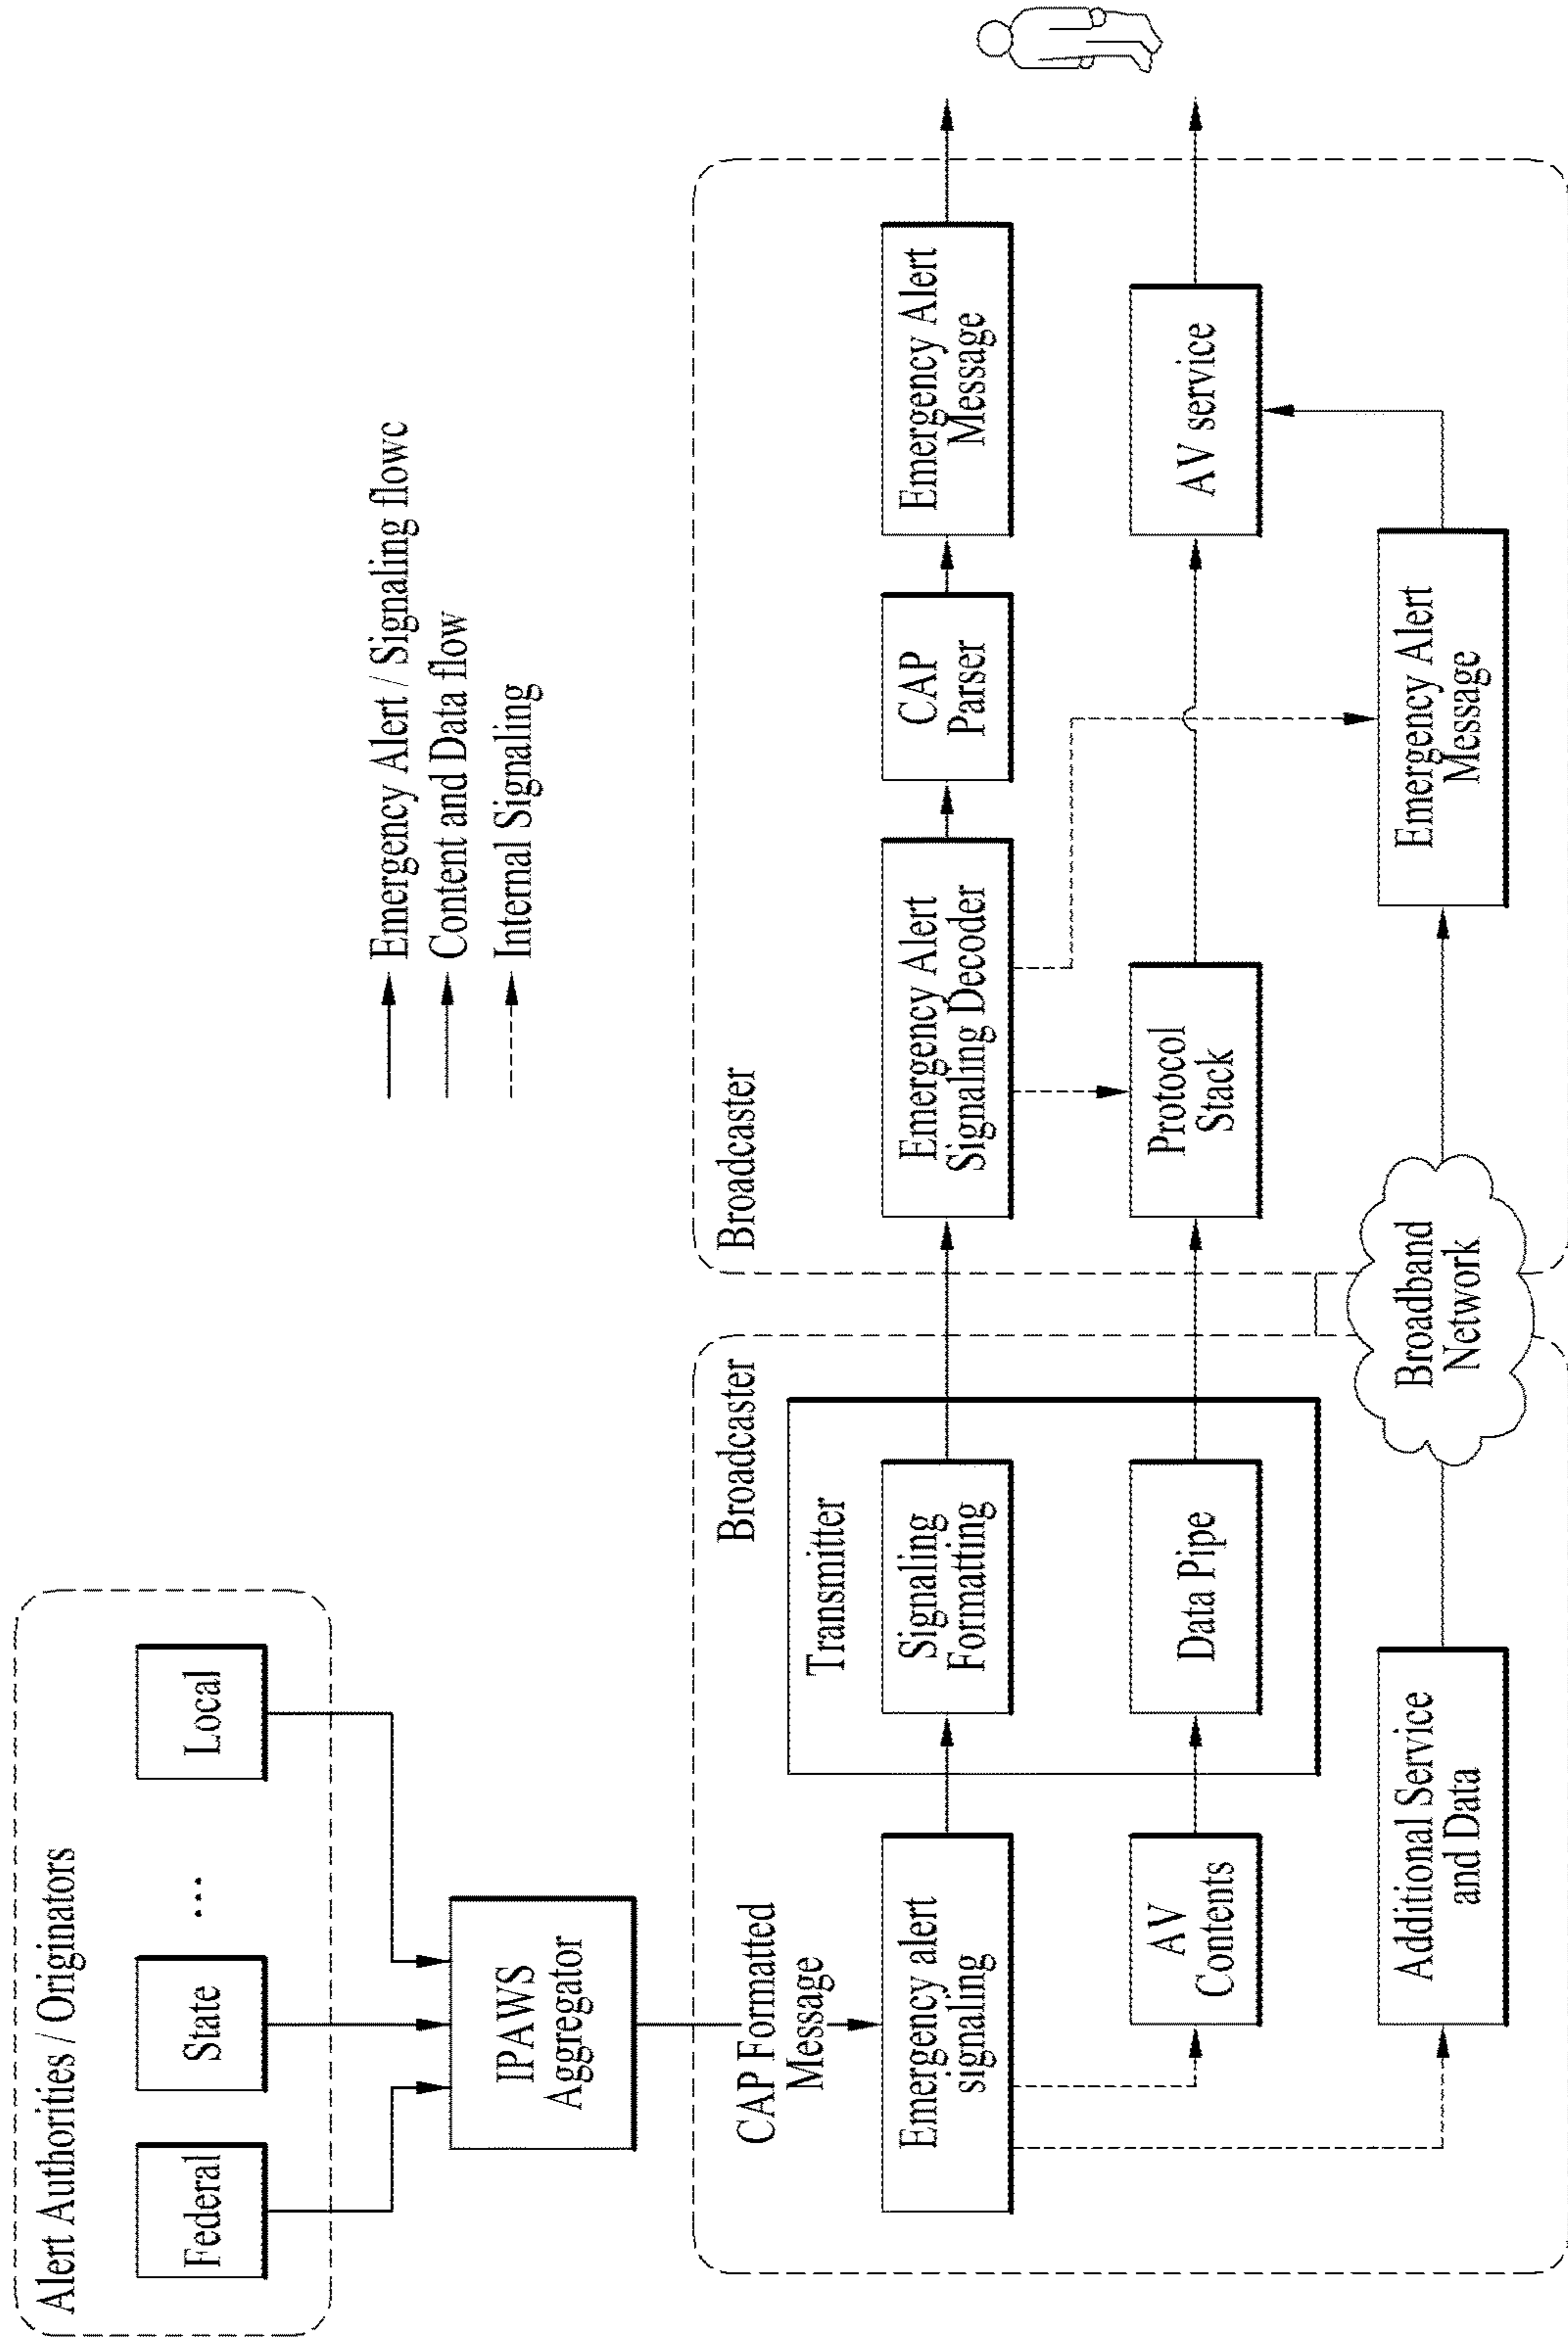 Alert Authorities / Originators
Federal
State
...
Local
IPAWS
Aggregator
Emergency Alert / Signaling flowc
Content and Data flow
Internal Signaling
CAP Formatted
Message
Broadcaster
Transmitter
Emergency alert
signaling
Signaling
Formatting
AV
Contents
Data Pipe
Additional Service
and Data
Broadband
Network
Broadcaster
Emergency Alert
Signaling Decoder
CAP
Parser
Emergency Alert
Message
Protocol
Stack
AV service
Emergency Alert
Message